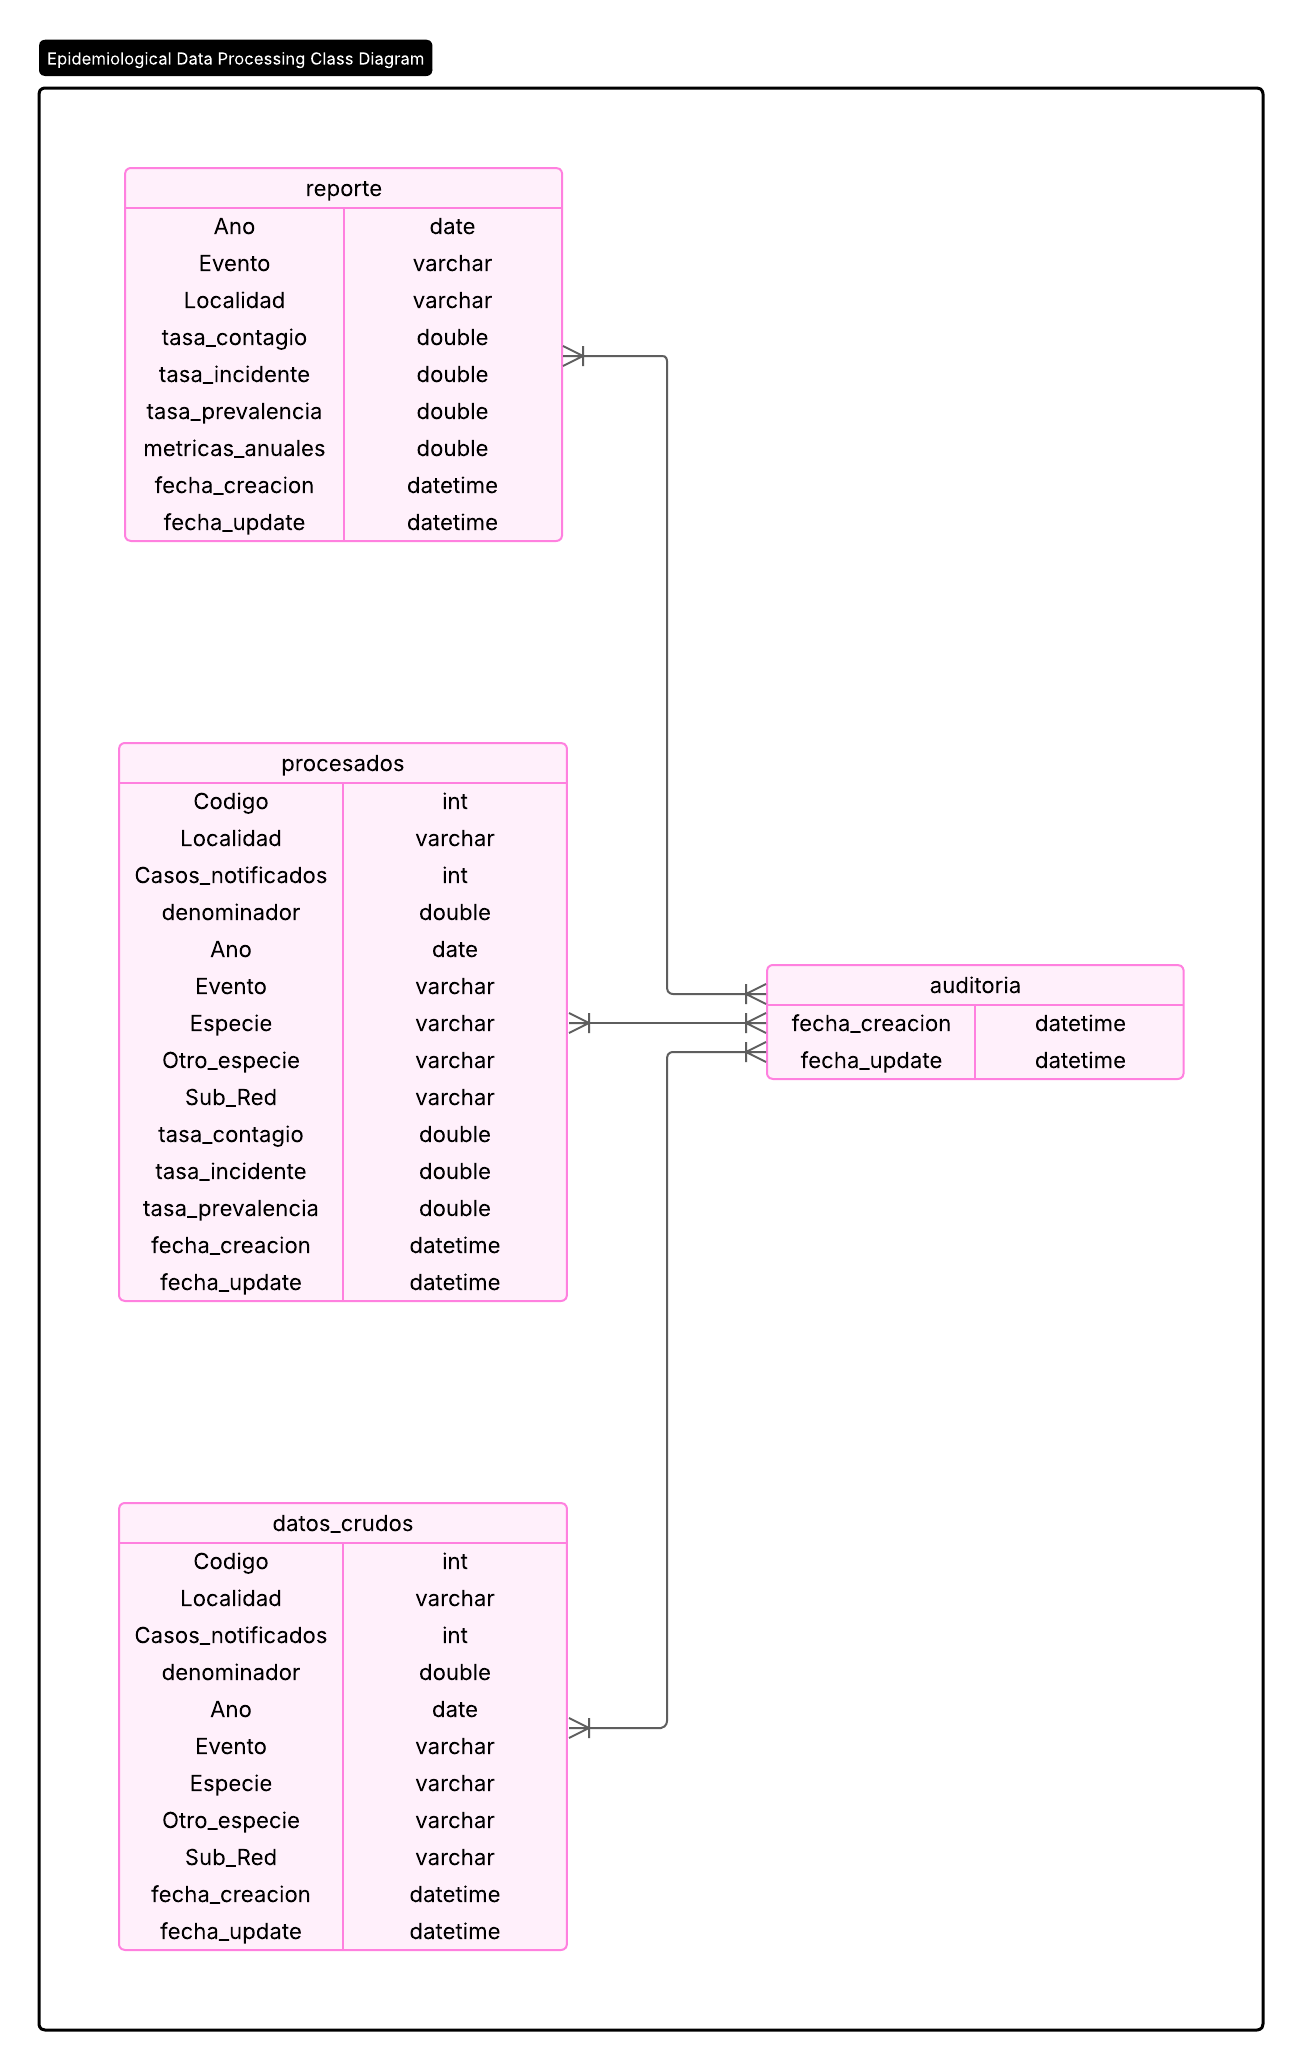 Epidemiological Data Processing Class Diagram
reporte
Ano date
Evento varchar
Localidad varchar
tasa_contagio double
tasa_incidente double
tasa_prevalencia double
metricas_anuales double
fecha_creacion datetime
fecha_update datetime
procesados
Codigo int
Localidad varchar
Casos_notificados int
denominador double
Ano date
Evento varchar
Especie varchar
Otro_especie varchar
Sub_Red varchar
tasa_contagio double
tasa_incidente double
tasa_prevalencia double
fecha_creacion datetime
fecha_update datetime
auditoria
fecha_creacion datetime
fecha_update datetime
datos_crudos
Codigo int
Localidad varchar
Casos_notificados int
denominador double
Ano date
Evento varchar
Especie varchar
Otro_especie varchar
Sub_Red varchar
fecha_creacion datetime
fecha_update datetime